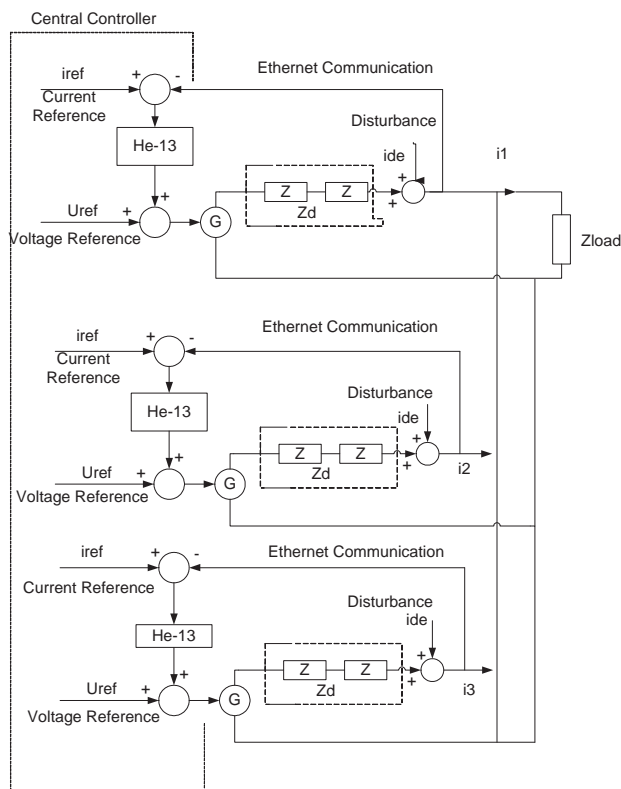 Central Controller
iref
+
-
Ethernet Communication
Current
Reference
Disturbance
He-13
ide
i1
+
Z
Z
+
+
Uref
+
G
Zd
Voltage Reference
Zload
Ethernet Communication
iref
+
-
Current
Reference
Disturbance
He-13
ide
+
Z
Z
+
+
Uref
+
G
Zd
i2
Voltage Reference
iref
+
-
Ethernet Communication
Current Reference
Disturbance
He-13
ide
+
Z
Z
+
+
Uref
+
G
Zd
i3
Voltage Reference